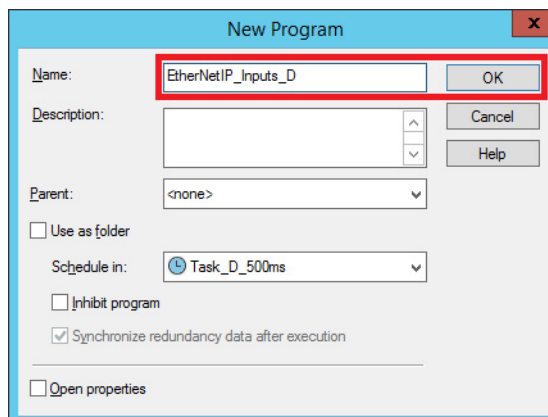 New Program
x
Name:
EtherNetIP_Inputs_D
OK
Description:
Cancel
Help
Parent:
<none>
Use as folder
Schedule in:
Task_D_500ms
Inhibit program
Synchronize redundancy data after execution
Open properties